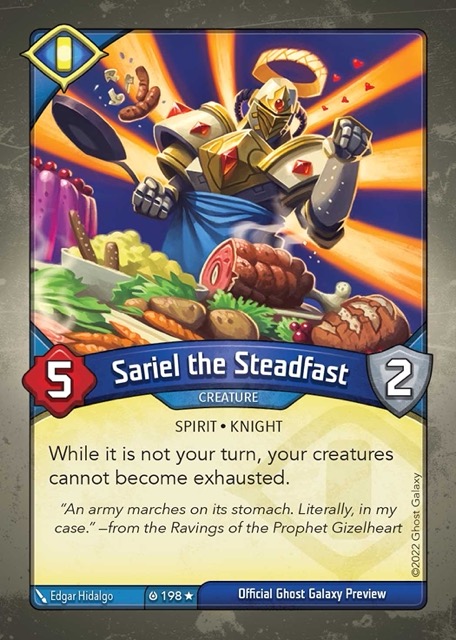 5
Sariel the Steadfast
2
CREATURE
SPIRIT • KNIGHT
While it is not your turn, your creatures
cannot become exhausted.
“An army marches on its stomach. Literally, in my
case.” –from the Ravings of the Prophet Gizelheart
©2022 Ghost Galaxy
Edgar Hidalgo
198 ★
Official Ghost Galaxy Preview